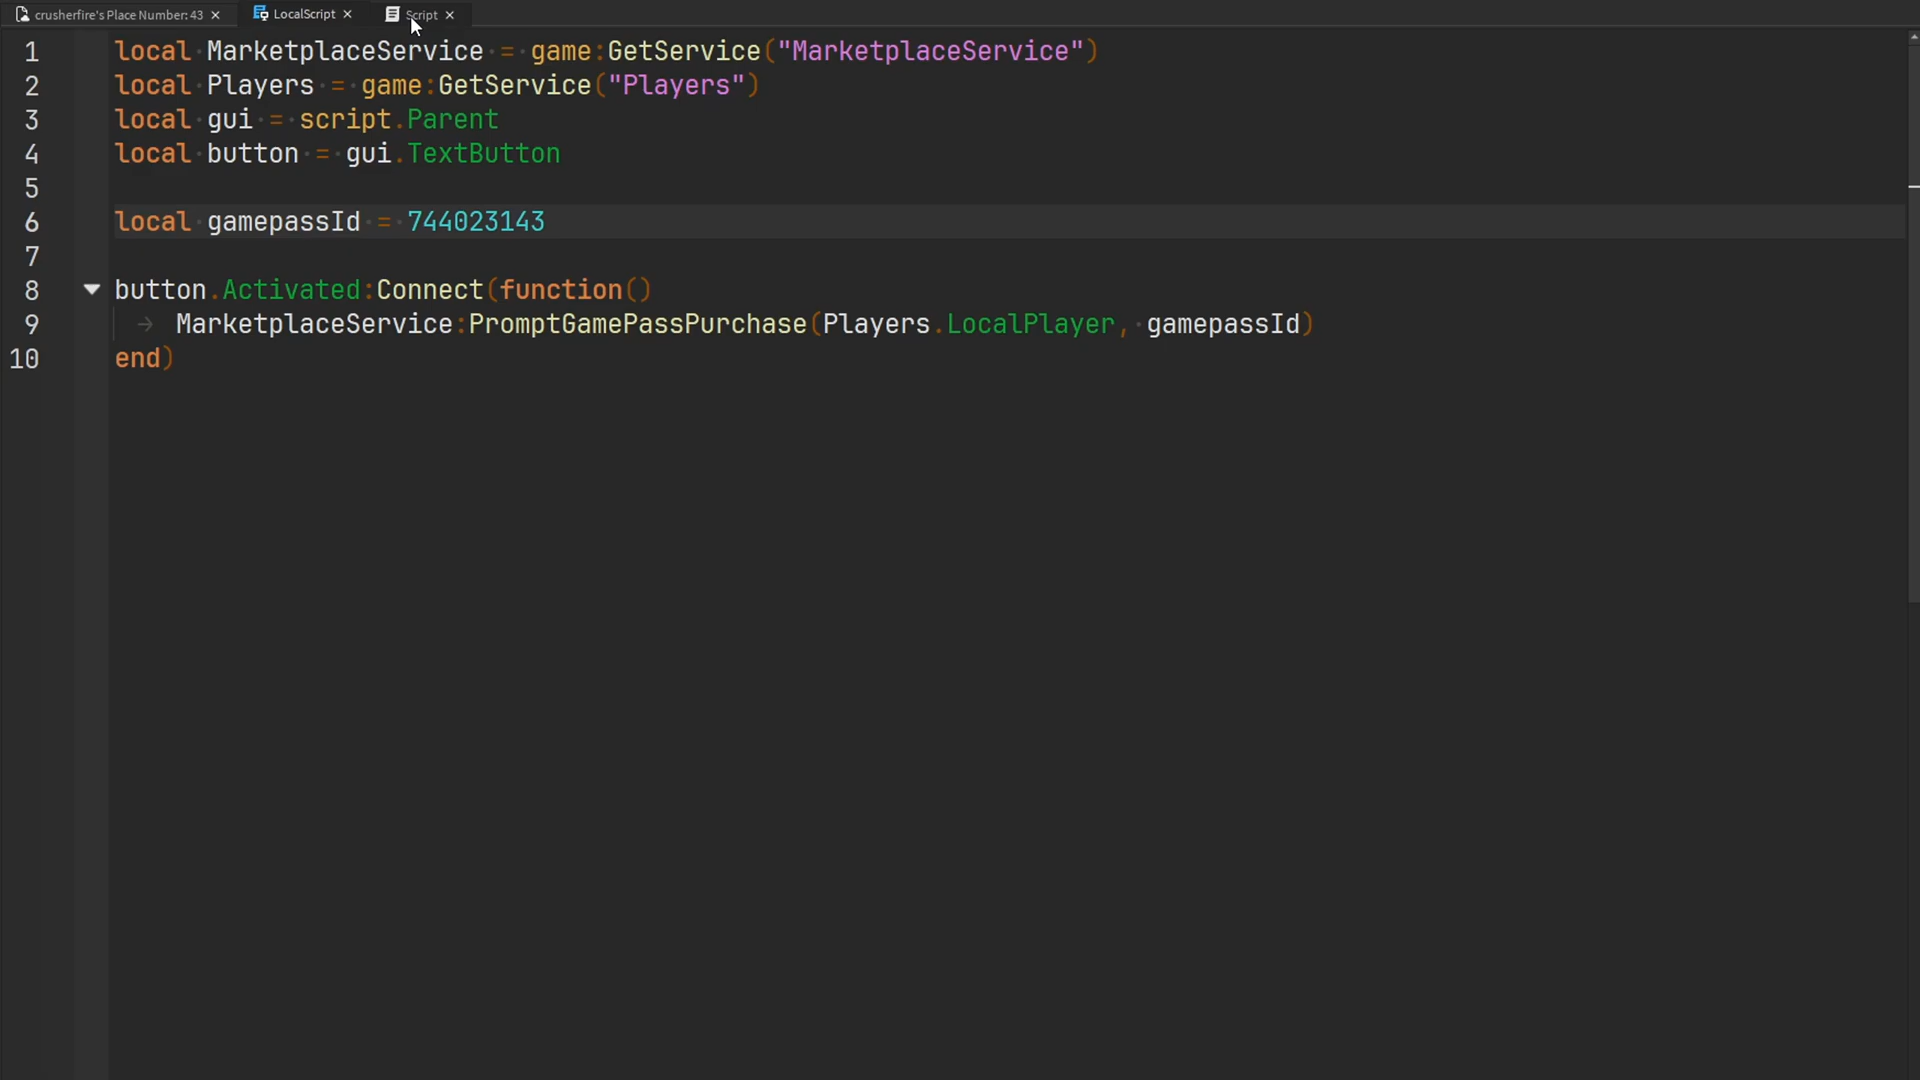 crusherfire's Place Number: 43
LocalScript
Script
1 local MarketplaceService = game:GetService("MarketplaceService")
2 local Players = game:GetService("Players")
3 local gui = script.Parent
4 local button = gui.TextButton
5
6 local gamepassId = 744023143
7
8 button.Activated:Connect(function()
9 MarketplaceService:PromptGamePassPurchase(Players.LocalPlayer, gamepassId)
10 end)